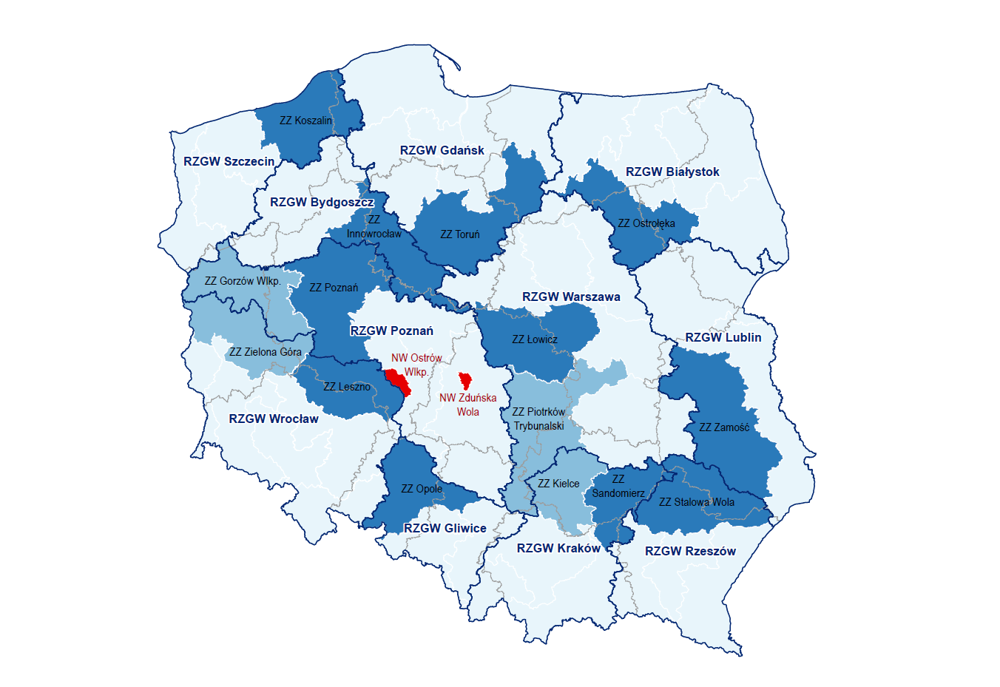 ZZ Koszalin
RZGW Szczecin
RZGW Gdańsk
RZGW Białystok
RZGW Bydgoszcz
ZZ
Innowrocław
ZZ Toruń
ZZ Ostrołęka
ZZ Gorzów Wlkp.
ZZ Poznań
RZGW Warszawa
RZGW Poznań
ZZ Łowicz
RZGW Lublin
ZZ Zielona Góra
NW Ostrów
Wlkp.
ZZ Leszno
NW Zduńska
Wola
RZGW Wrocław
ZZ Piotrków
Trybunalski
ZZ Zamość
ZZ Opole
ZZ Kielce
ZZ
Sandomierz
ZZ Stalowa Wola
RZGW Gliwice
RZGW Kraków
RZGW Rzeszów